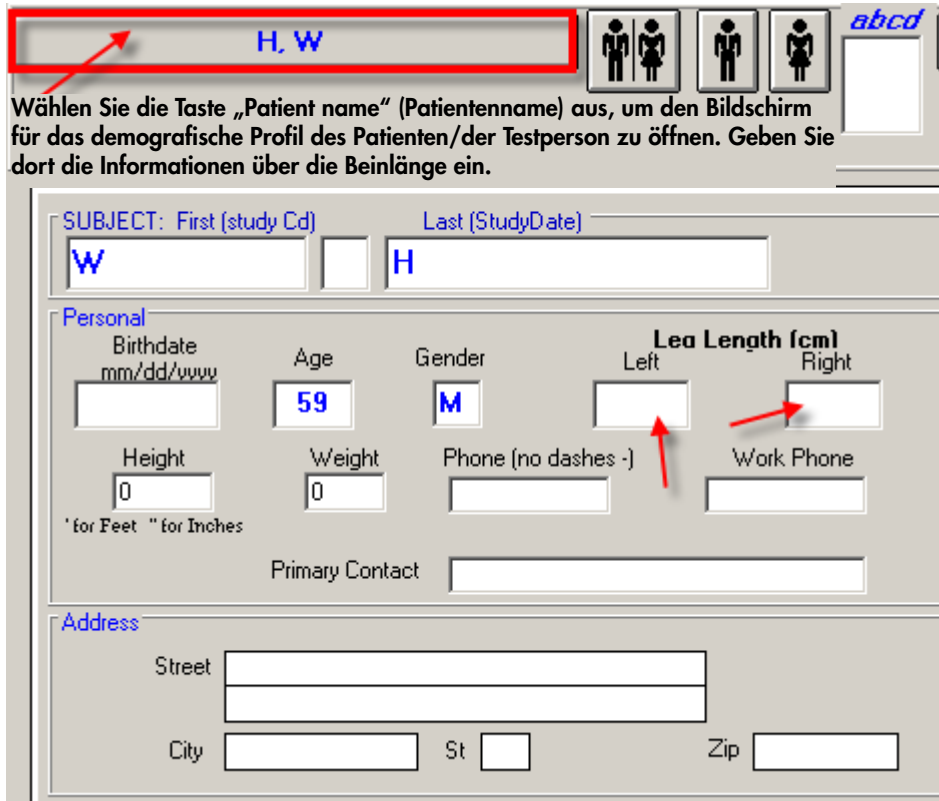 H, W
abcd
Wählen Sie die Taste „Patient name“ (Patientenname) aus, um den Bildschirm
für das demografische Profil des Patienten/der Testperson zu öffnen. Geben Sie
dort die Informationen über die Beinlänge ein.
SUBJECT: First (study Cd) Last (StudyDate)
W H
Personal
Leg Length (cm)
Birthdate Age Gender Left Right
mm/dd/yyyy
59 M
Height Weight Phone (no dashes -) Work Phone
0 0
' for Feet " for Inches
Primary Contact
Address
Street
City St Zip